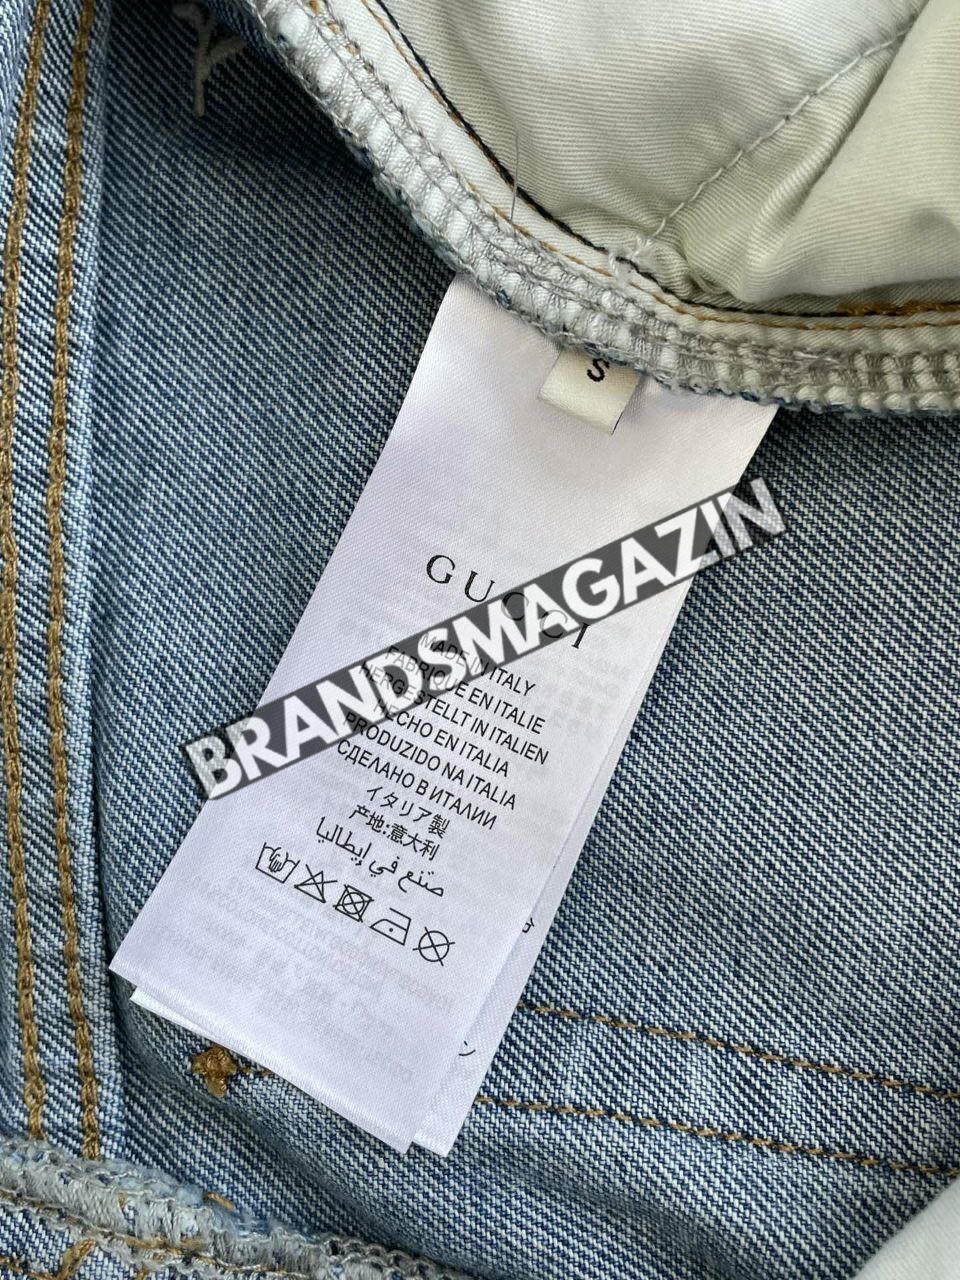 S
GUCCI
BRANDSMAGAZIN
MADE IN ITALY
FABRIQUE EN ITALIE
HERGESTELLT IN ITALIEN
HECHO EN ITALIA
PRODUZIDO NA ITALIA
СДЕЛАНО В ИТАЛИИ
イタリア製
产地:意大利
صنع في إيطاليا